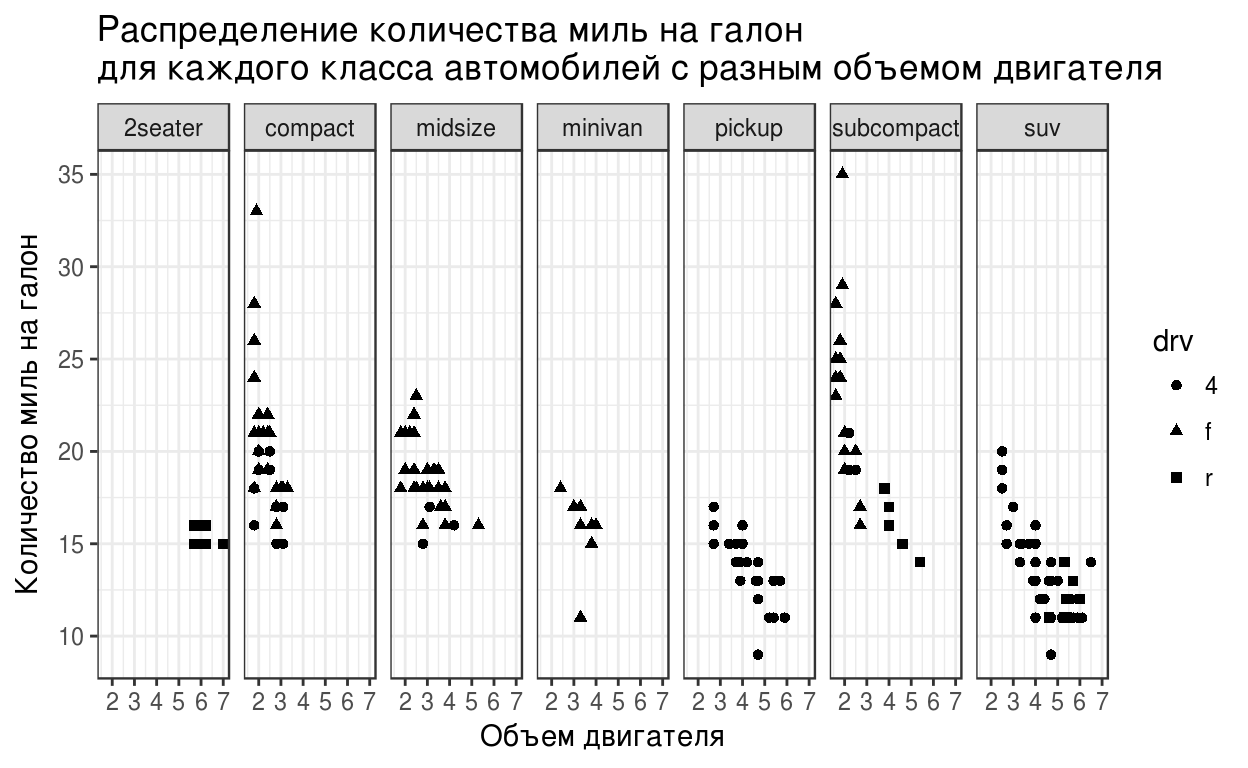 Распределение количества миль на галон
для каждого класса автомобилей с разным объемом двигателя
2seater compact midsize minivan pickup subcompact suv
Количество миль на галон
35
30
25
20
15
10
2 3 4 5 6 7 2 3 4 5 6 7 2 3 4 5 6 7 2 3 4 5 6 7 2 3 4 5 6 7 2 3 4 5 6 7 2 3 4 5 6 7
Объем двигателя
drv
4
f
r